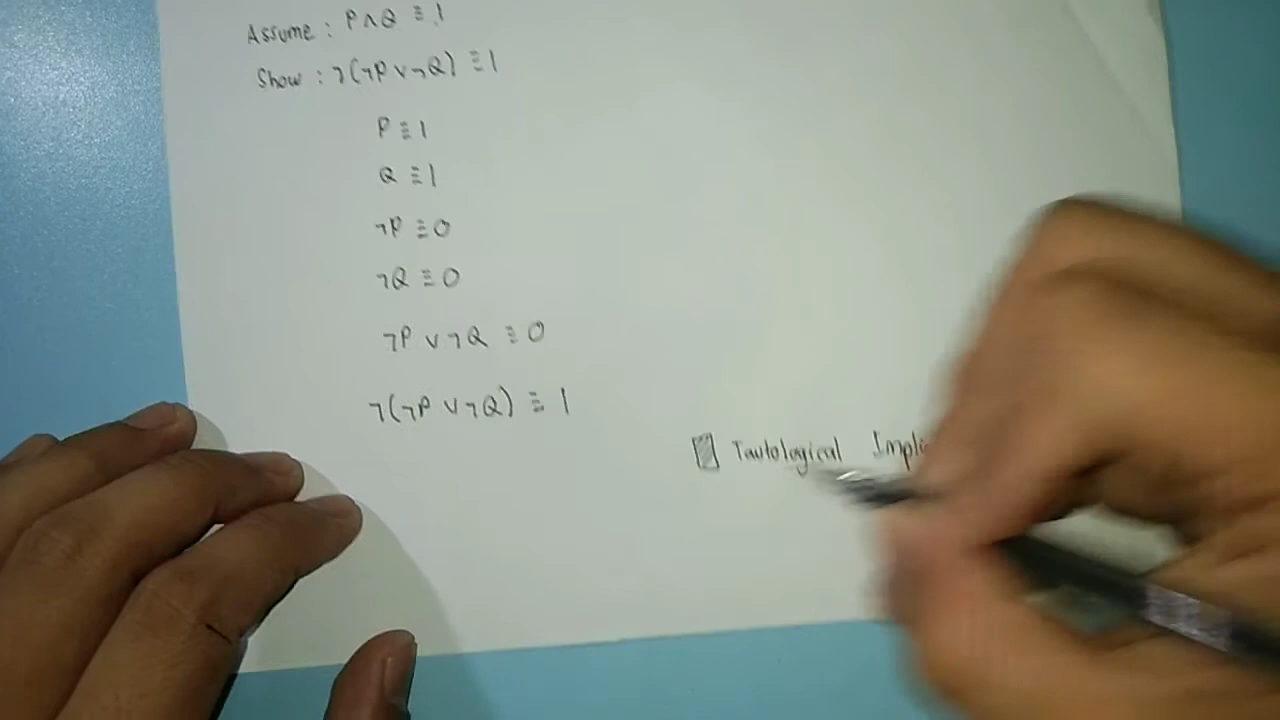 Assume : P ∧ Q ≡ 1
Show : ¬(¬P ∨ ¬Q) ≡ 1
P ≡ 1
Q ≡ 1
¬P ≡ 0
¬Q ≡ 0
¬P ∨ ¬Q ≡ 0
¬(¬P ∨ ¬Q) ≡ 1
Tautological